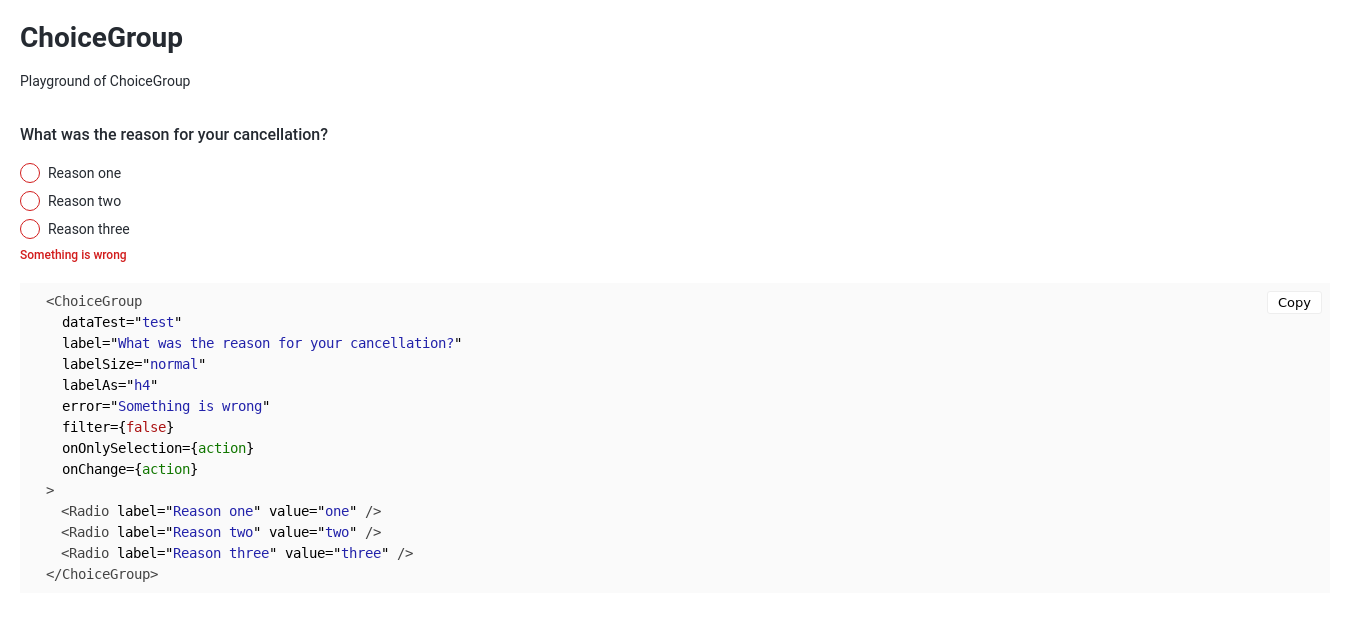 ChoiceGroup
Playground of ChoiceGroup
What was the reason for your cancellation?
Reason one
Reason two
Reason three
Something is wrong
Copy
<ChoiceGroup
  dataTest="test"
  label="What was the reason for your cancellation?"
  labelSize="normal"
  labelAs="h4"
  error="Something is wrong"
  filter={false}
  onOnlySelection={action}
  onChange={action}
>
  <Radio label="Reason one" value="one" />
  <Radio label="Reason two" value="two" />
  <Radio label="Reason three" value="three" />
</ChoiceGroup>